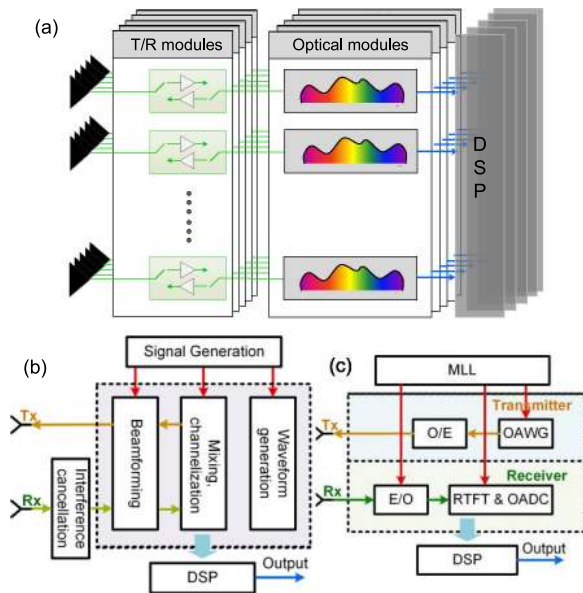 (a)
T/R modules
Optical modules
D
S
P
(b)
Signal Generation
Tx
Rx
Interference
cancellation
Beamforming
Mixing,
channelization
Waveform
generation
DSP
Output
(c)
MLL
Transmitter
Tx
O/E
OAWG
Receiver
Rx
E/O
RTFT & OADC
DSP
Output